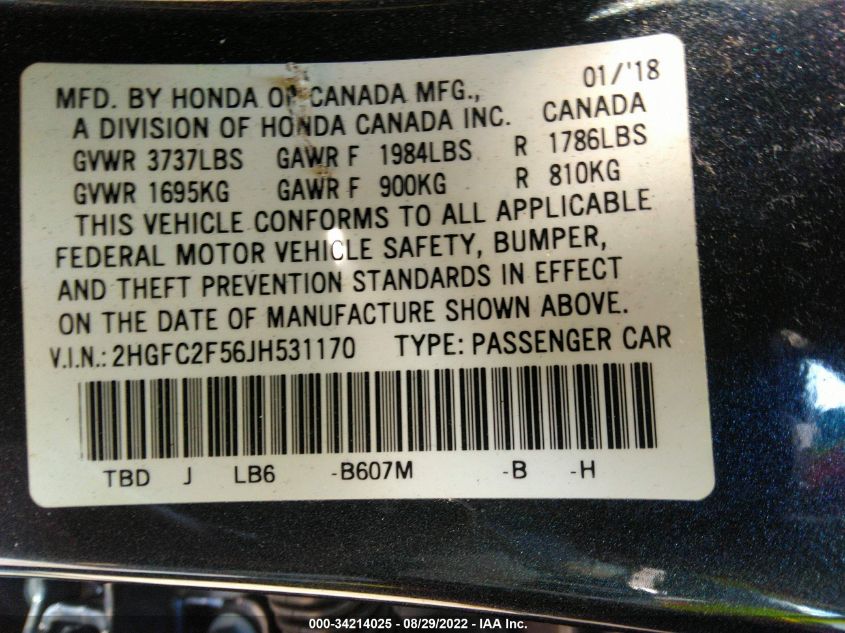 01/'18
MFD. BY HONDA OF CANADA MFG.,
A DIVISION OF HONDA CANADA INC. CANADA
GVWR 3737LBS GAWR F 1984LBS R 1786LBS
GVWR 1695KG GAWR F 900KG R 810KG
THIS VEHICLE CONFORMS TO ALL APPLICABLE
FEDERAL MOTOR VEHICLE SAFETY, BUMPER,
AND THEFT PREVENTION STANDARDS IN EFFECT
ON THE DATE OF MANUFACTURE SHOWN ABOVE.
V.I.N.: 2HGFC2F56JH531170 TYPE: PASSENGER CAR
TBD J LB6 -B607M -B -H
000-34214025 - 08/29/2022 - IAA Inc.